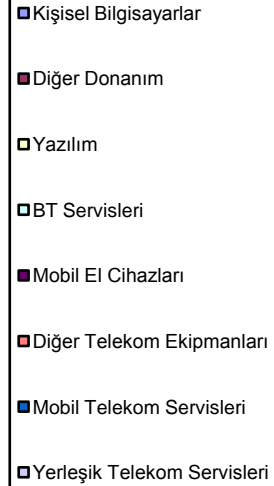 Kişisel Bilgisayarlar
Diğer Donanım
Yazılım
BT Servisleri
Mobil El Cihazları
Diğer Telekom Ekipmanları
Mobil Telekom Servisleri
Yerleşik Telekom Servisleri